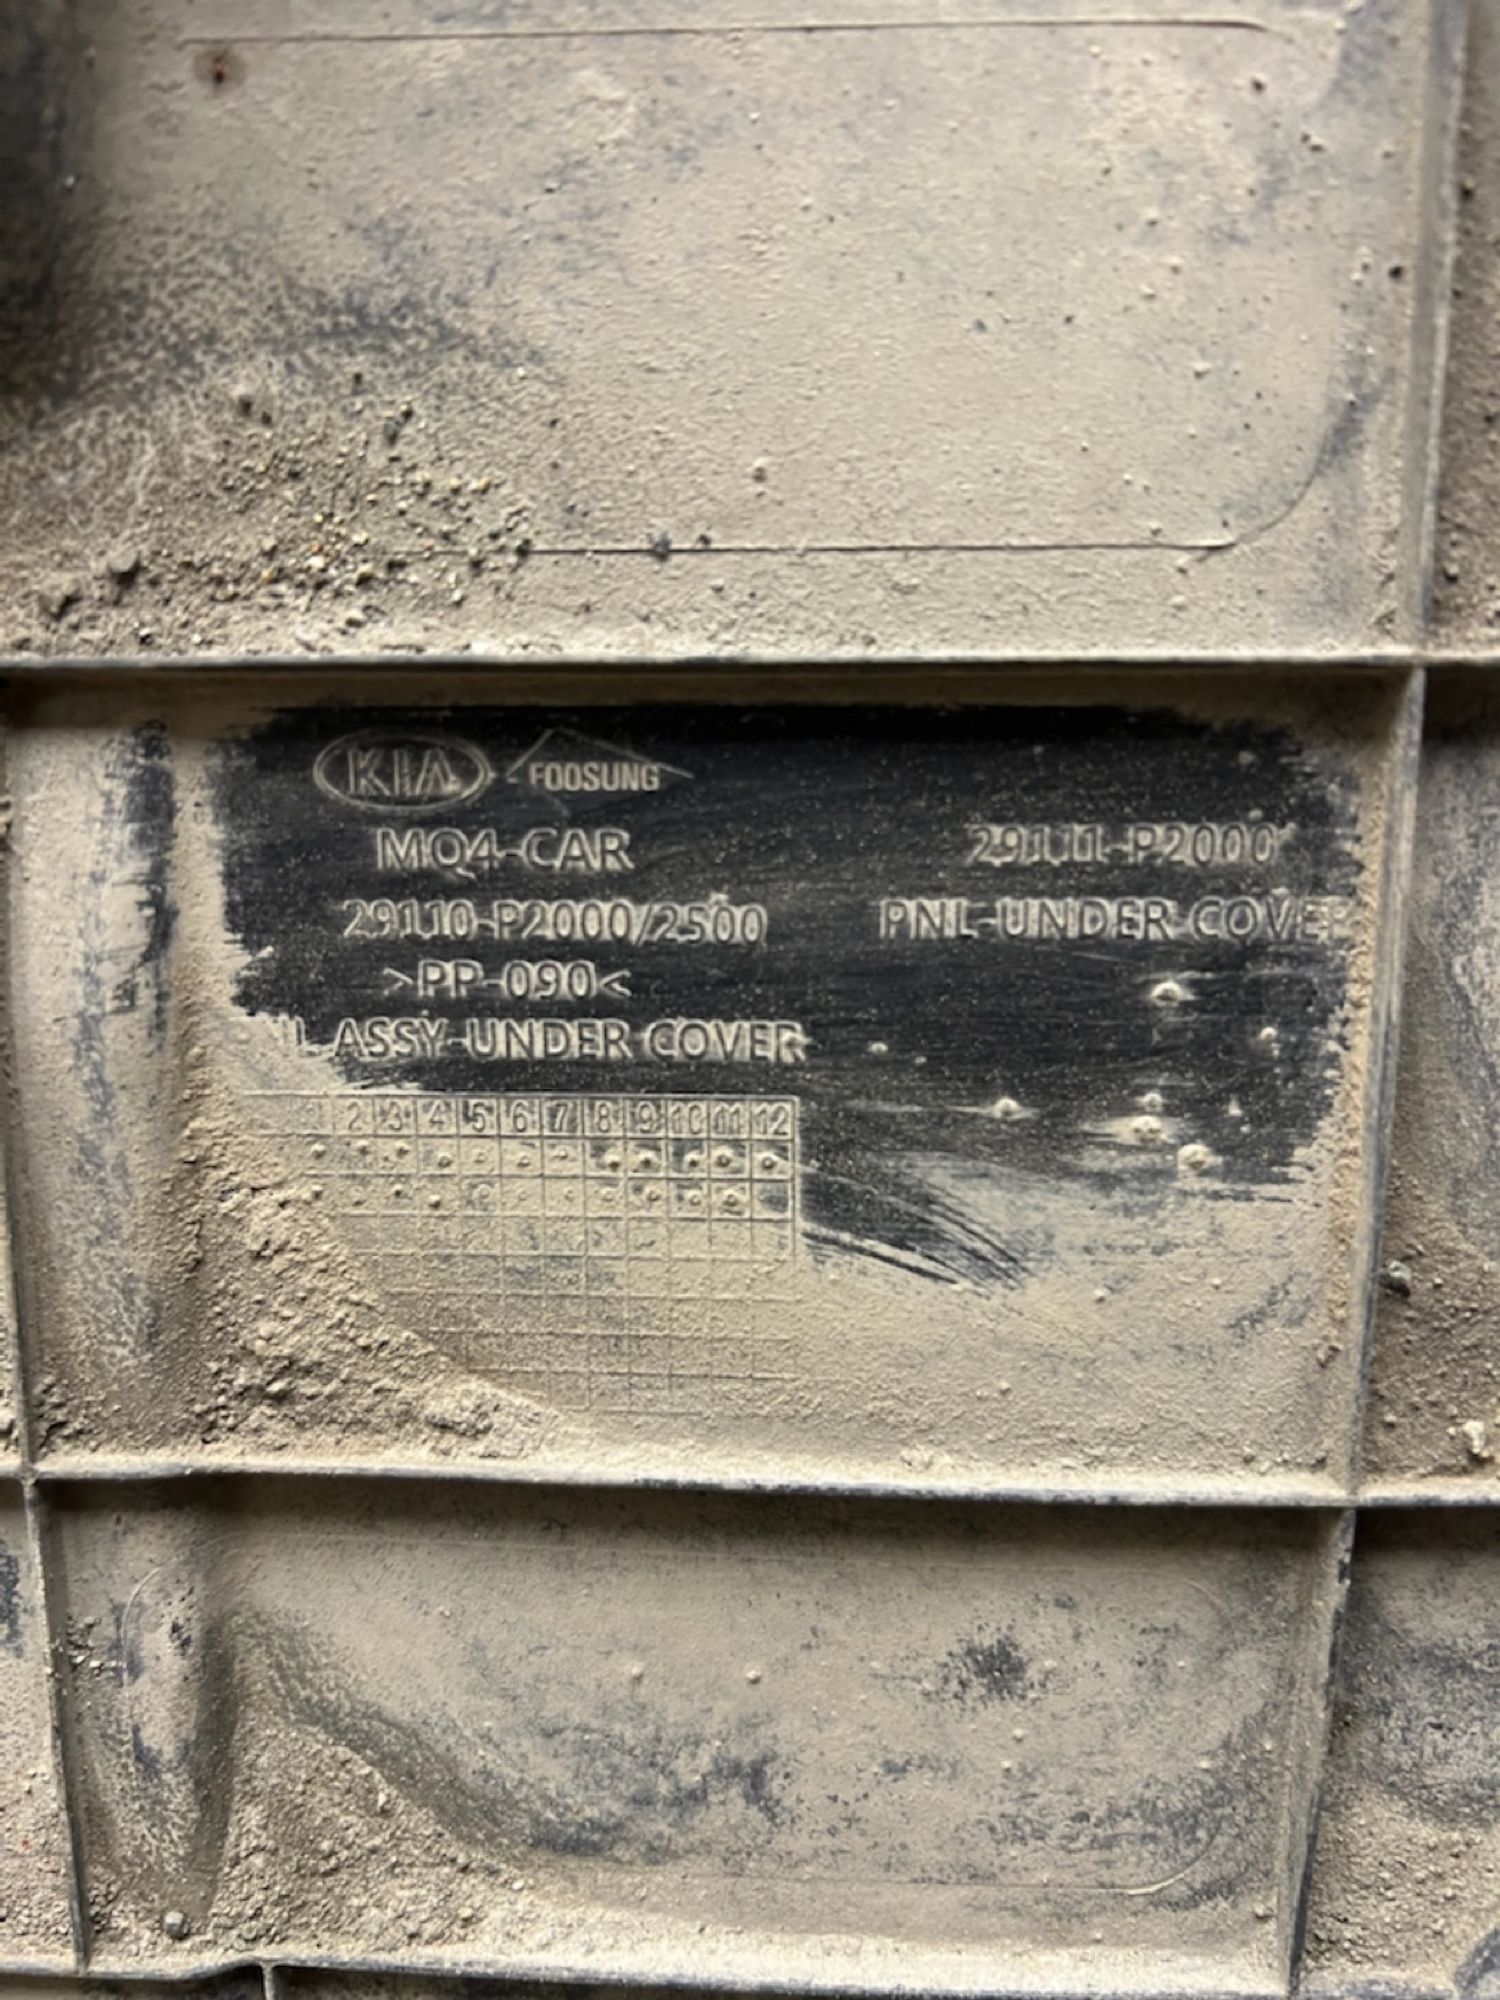 KIA FOOSUNG
MQ4-CAR
29110-P2000/2500
>PP-090<
L ASSY-UNDER COVER
1 2 3 4 5 6 7 8 9 10 11 12
29111-P2000
PNL-UNDER COVER